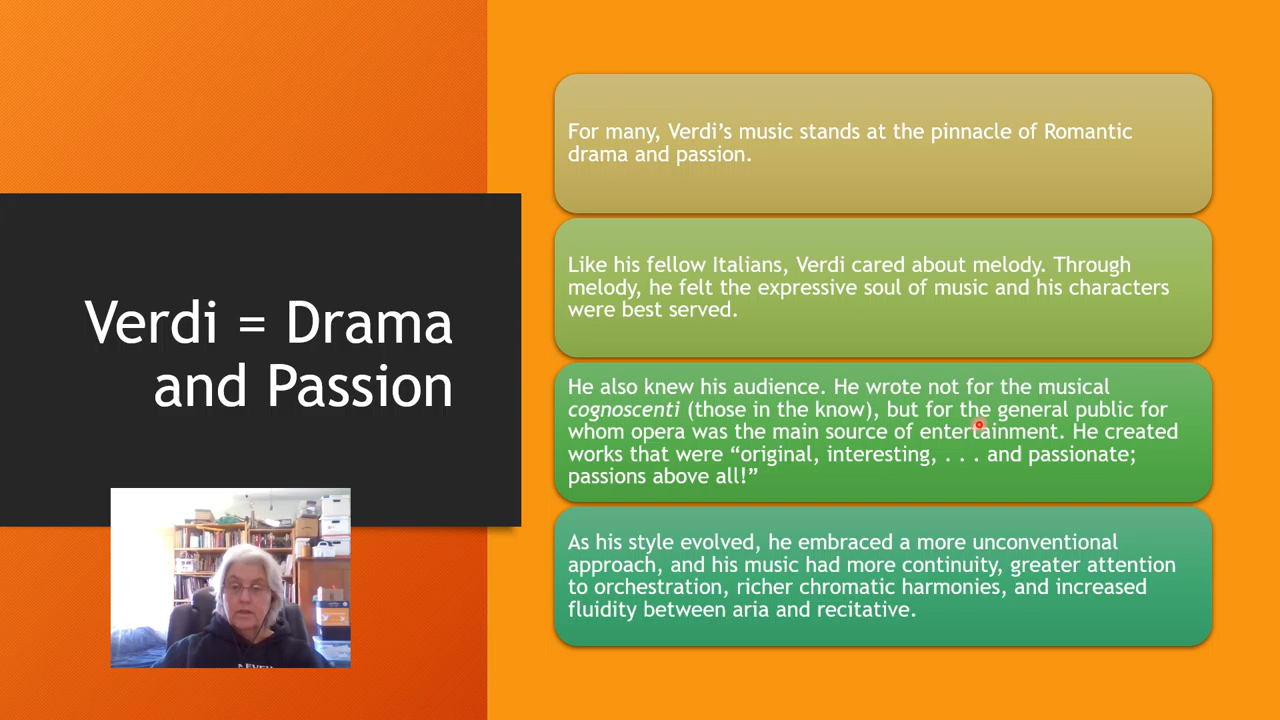 Verdi = Drama
and Passion
For many, Verdi’s music stands at the pinnacle of Romantic
drama and passion.
Like his fellow Italians, Verdi cared about melody. Through
melody, he felt the expressive soul of music and his characters
were best served.
He also knew his audience. He wrote not for the musical
cognoscenti (those in the know), but for the general public for
whom opera was the main source of entertainment. He created
works that were “original, interesting, . . . and passionate;
passions above all!”
As his style evolved, he embraced a more unconventional
approach, and his music had more continuity, greater attention
to orchestration, richer chromatic harmonies, and increased
fluidity between aria and recitative.